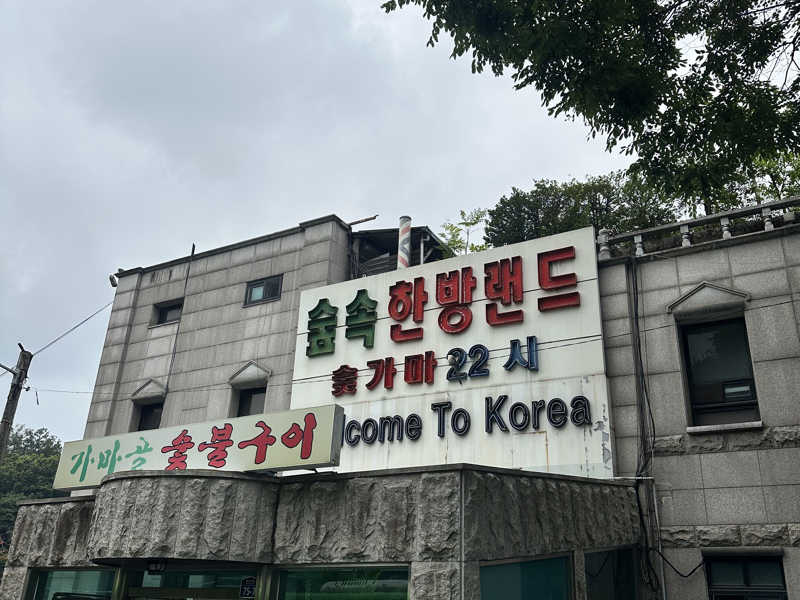 숲속한방랜드
숯가마22시
lcome To Korea
가마골 숯불구이